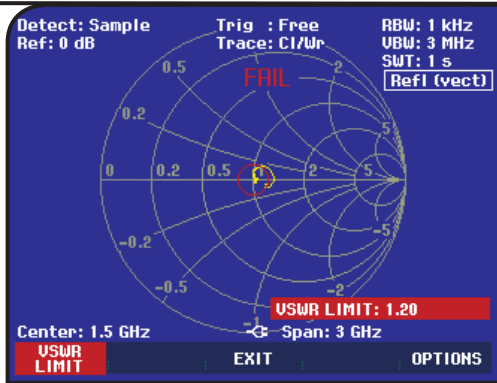 Detect: Sample
Ref: 0 dB
Trig : Free
Trace: Cl/Wr
RBW: 1 kHz
VBW: 3 MHz
SWT: 1 s
Refl (vect)
FAIL
0.5
2
0.2
5
0 0.2 0.5 1 2 5
-0.2
-5
-0.5
-2
-1
VSWR LIMIT: 1.20
Center: 1.5 GHz
Span: 3 GHz
VSWR LIMIT
EXIT
OPTIONS